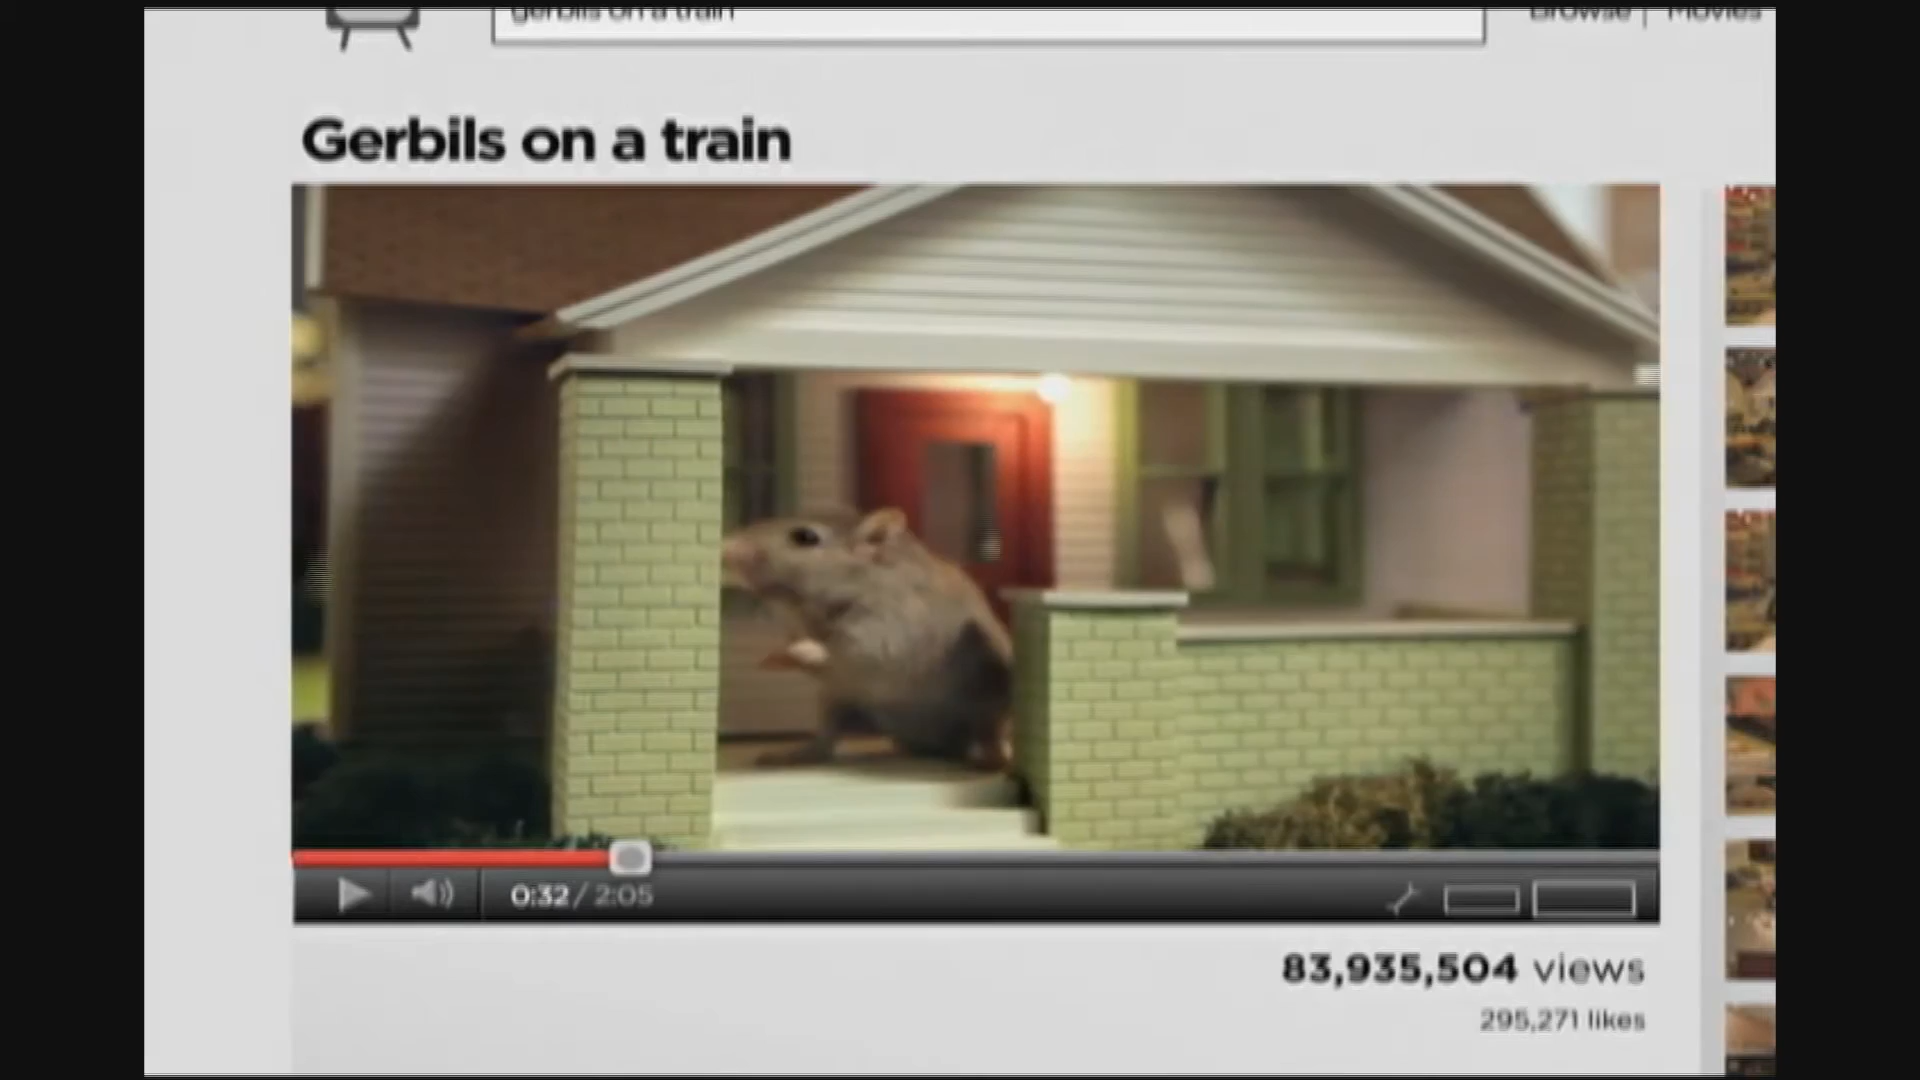 gerbils on a train
Browse | Movies
Gerbils on a train
0:32 / 2:05
83,935,504 views
295,271 likes